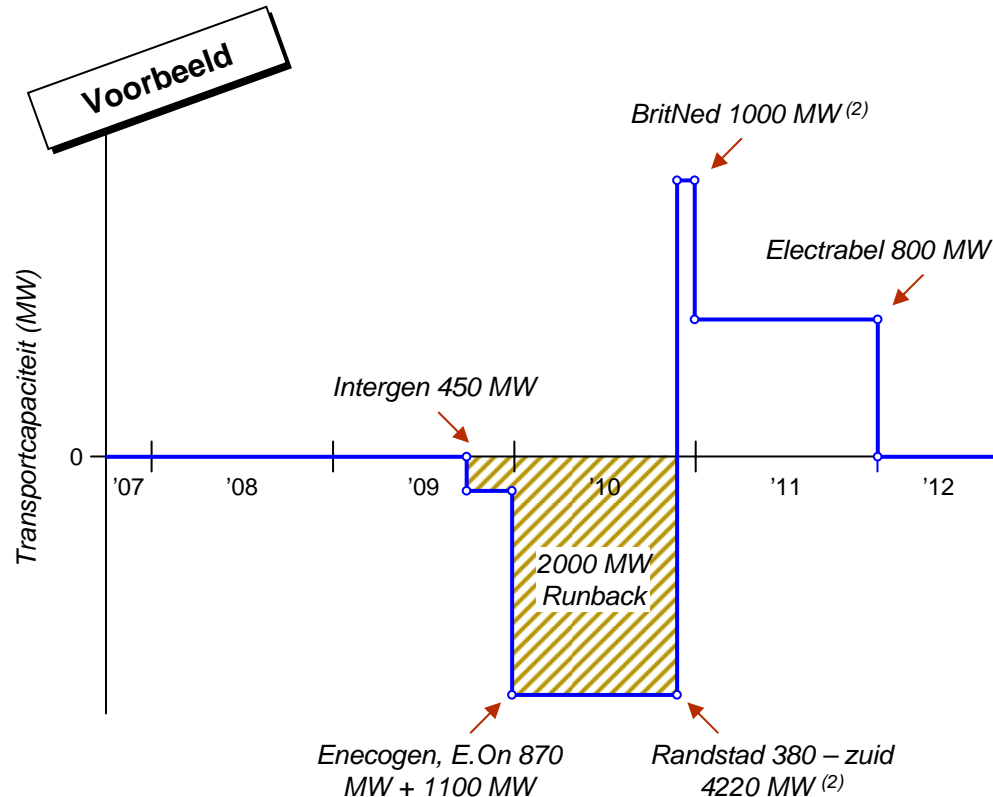 Voorbeeld
BritNed 1000 MW (2)
Electrabel 800 MW
Transportcapaciteit (MW)
Intergen 450 MW
0
'07
'08
'09
'10
'11
'12
2000 MW
Runback
Enecogen, E.On 870
MW + 1100 MW
Randstad 380 – zuid
4220 MW (2)